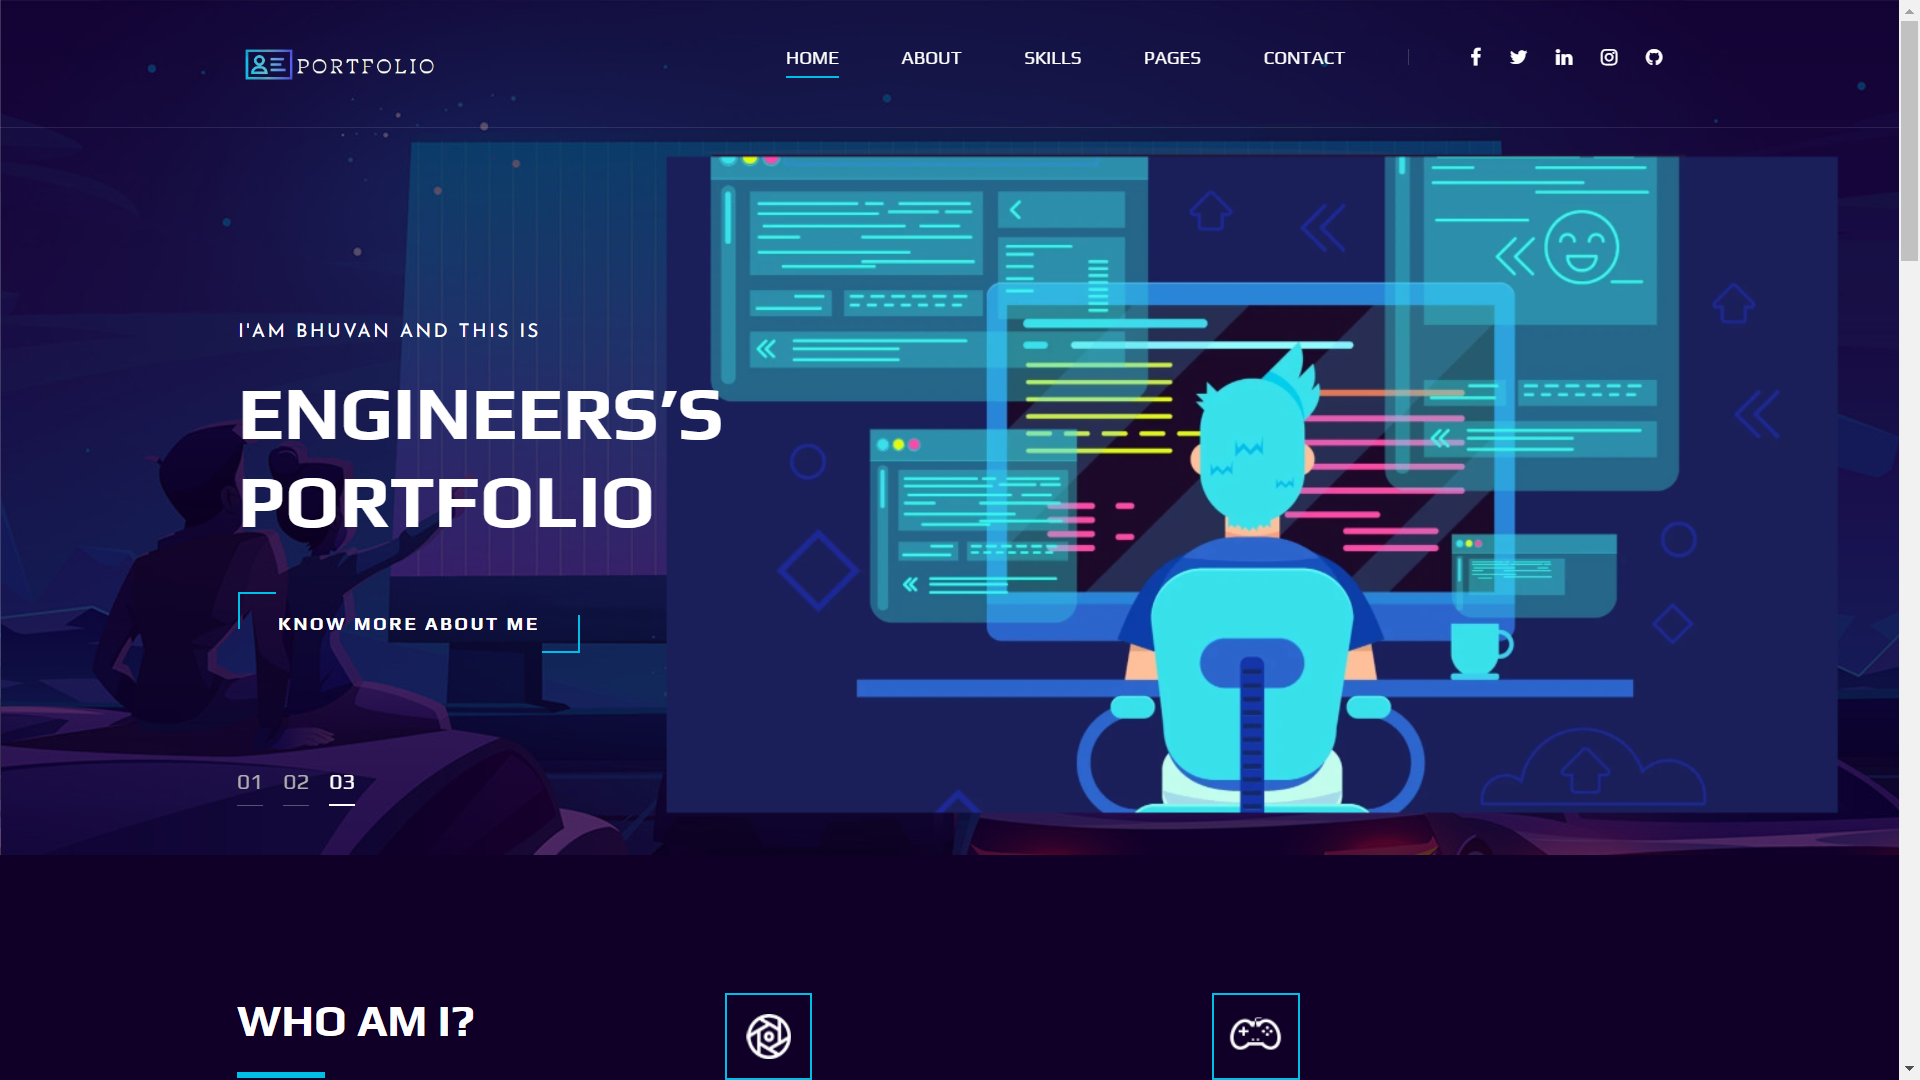 PORTFOLIO
HOME ABOUT SKILLS PAGES CONTACT
I'AM BHUVAN AND THIS IS
ENGINEERS’S
PORTFOLIO
KNOW MORE ABOUT ME
01 02 03
WHO AM I?